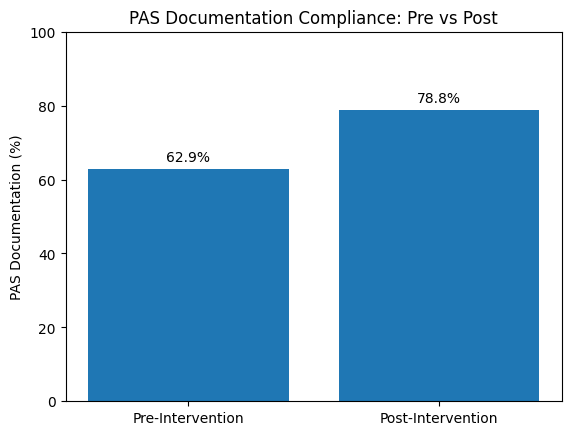 PAS Documentation Compliance: Pre vs Post
PAS Documentation (%)
100
80
60
40
20
0
62.9%
78.8%
Pre-Intervention
Post-Intervention